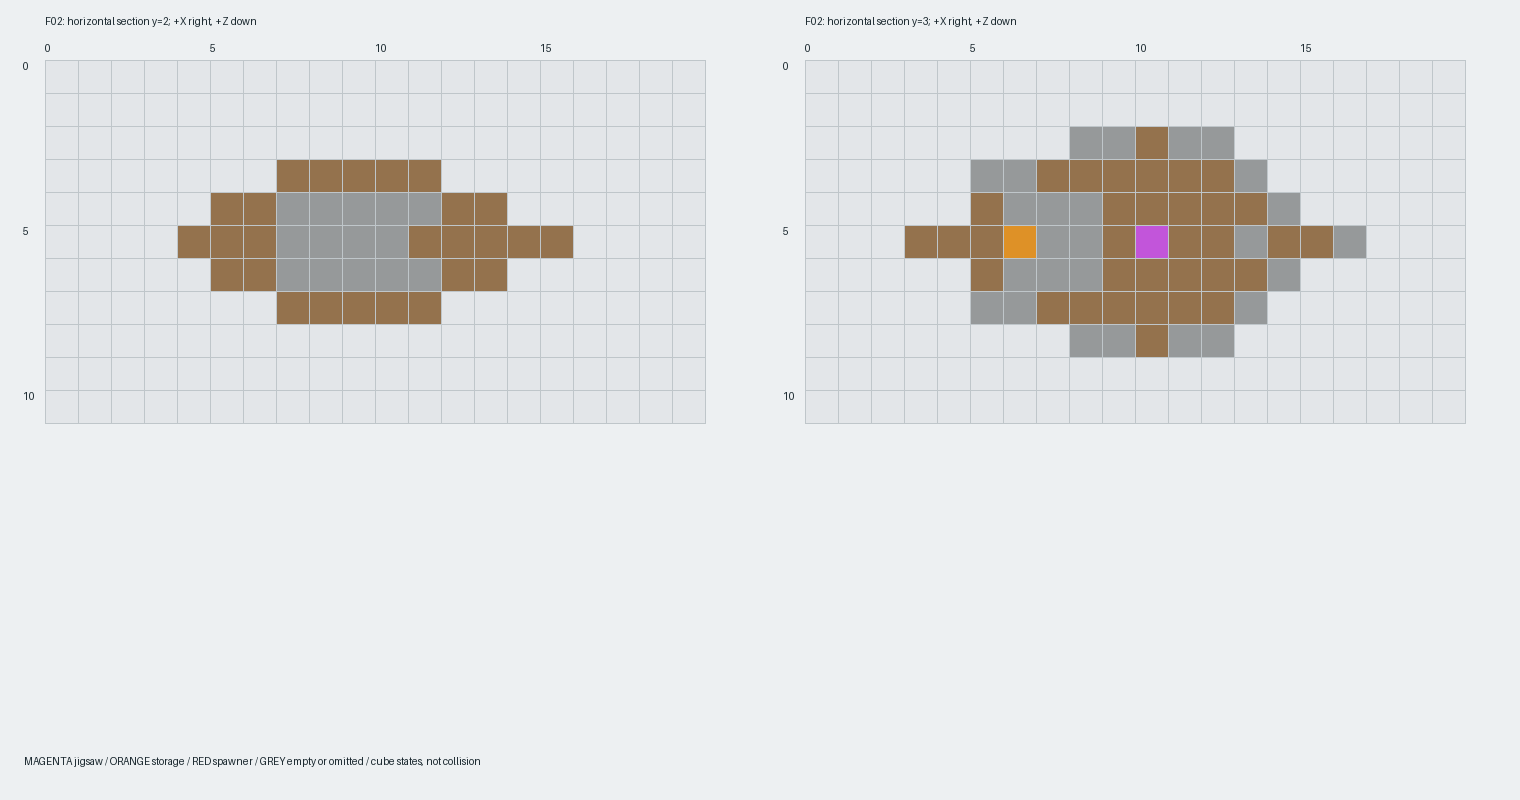 F02: horizontal section y=2; +X right, +Z down
F02: horizontal section y=3; +X right, +Z down
0 5 10 15
0 5 10 15
0
0
5
5
10
10
MAGENTA jigsaw / ORANGE storage / RED spawner / GREY empty or omitted / cube states, not collision